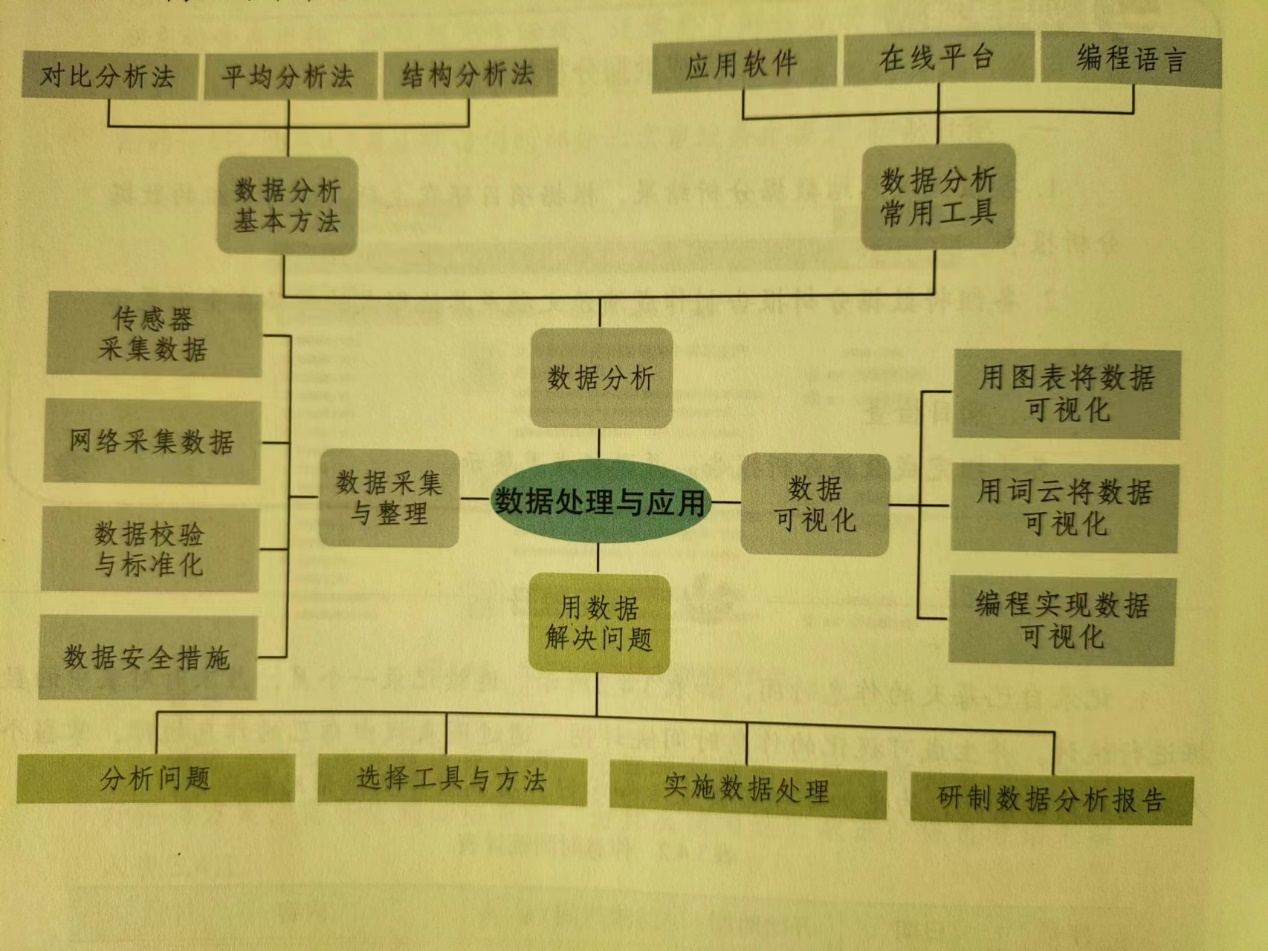 对比分析法
平均分析法
结构分析法
应用软件
在线平台
编程语言
数据分析
基本方法
数据分析
常用工具
传感器
采集数据
网络采集数据
数据校验
与标准化
数据安全措施
数据采集
与整理
数据分析
数据处理与应用
数据
可视化
用图表将数据
可视化
用词云将数据
可视化
编程实现数据
可视化
用数据
解决问题
分析问题
选择工具与方法
实施数据处理
研制数据分析报告